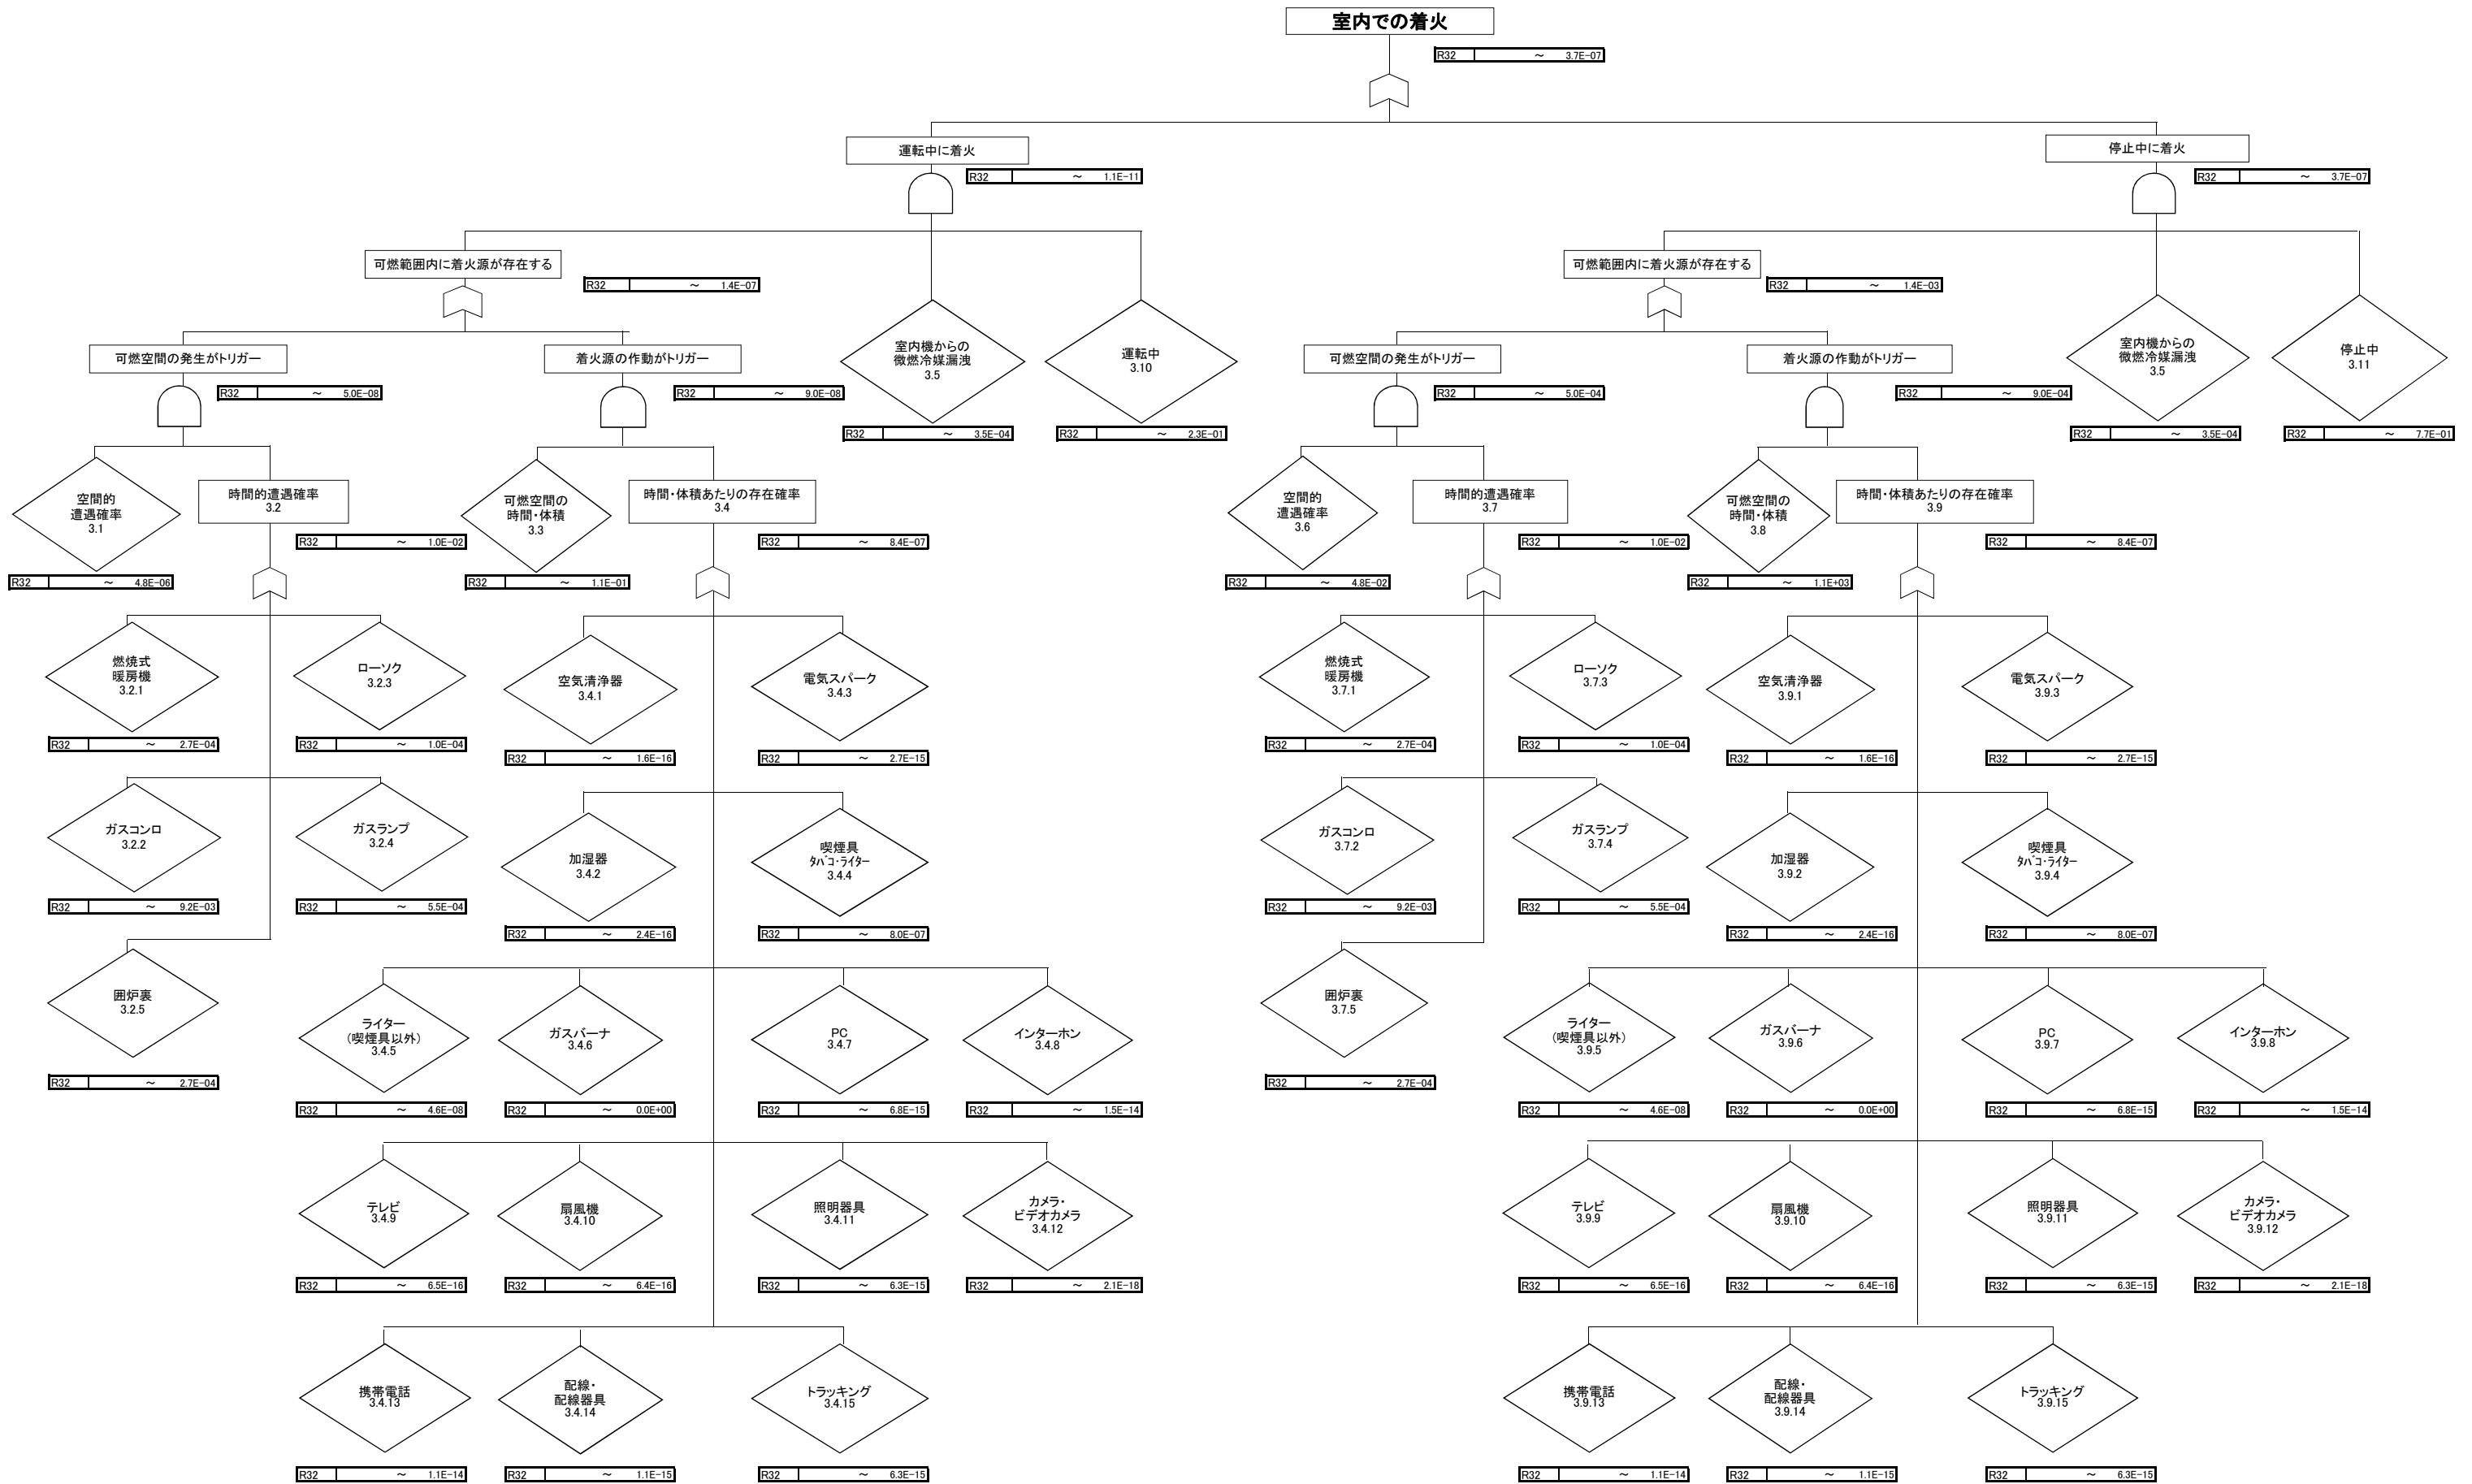 室内での着火
R32 ～ 3.7E-07
運転中に着火
R32 ～ 1.1E-11
停止中に着火
R32 ～ 3.7E-07
可燃範囲内に着火源が存在する
R32 ～ 1.4E-07
可燃範囲内に着火源が存在する
R32 ～ 1.4E-03
可燃空間の発生がトリガー
R32 ～ 5.0E-08
着火源の作動がトリガー
R32 ～ 9.0E-08
室内機からの
微燃冷媒漏洩
3.5
R32 ～ 3.5E-04
運転中
3.10
R32 ～ 2.3E-01
可燃空間の発生がトリガー
R32 ～ 5.0E-04
着火源の作動がトリガー
R32 ～ 9.0E-04
室内機からの
微燃冷媒漏洩
3.5
R32 ～ 3.5E-04
停止中
3.11
R32 ～ 7.7E-01
空間的
遭遇確率
3.1
R32 ～ 4.8E-06
時間的遭遇確率
3.2
R32 ～ 1.0E-02
可燃空間の
時間・体積
3.3
R32 ～ 1.1E-01
時間・体積あたりの存在確率
3.4
R32 ～ 8.4E-07
空間的
遭遇確率
3.6
R32 ～ 4.8E-02
時間的遭遇確率
3.7
R32 ～ 1.0E-02
可燃空間の
時間・体積
3.8
R32 ～ 1.1E+03
時間・体積あたりの存在確率
3.9
R32 ～ 8.4E-07
燃焼式
暖房機
3.2.1
R32 ～ 2.7E-04
ローソク
3.2.3
R32 ～ 1.0E-04
空気清浄器
3.4.1
R32 ～ 1.6E-16
電気スパーク
3.4.3
R32 ～ 2.7E-15
燃焼式
暖房機
3.7.1
R32 ～ 2.7E-04
ローソク
3.7.3
R32 ～ 1.0E-04
空気清浄器
3.9.1
R32 ～ 1.6E-16
電気スパーク
3.9.3
R32 ～ 2.7E-15
ガスコンロ
3.2.2
R32 ～ 9.2E-03
ガスランプ
3.2.4
R32 ～ 5.5E-04
加湿器
3.4.2
R32 ～ 2.4E-16
喫煙具
ﾀﾊﾞｺ・ﾗｲﾀｰ
3.4.4
R32 ～ 8.0E-07
ガスコンロ
3.7.2
R32 ～ 9.2E-03
ガスランプ
3.7.4
R32 ～ 5.5E-04
加湿器
3.9.2
R32 ～ 2.4E-16
喫煙具
ﾀﾊﾞｺ・ﾗｲﾀｰ
3.9.4
R32 ～ 8.0E-07
囲炉裏
3.2.5
R32 ～ 2.7E-04
ライター
(喫煙具以外)
3.4.5
R32 ～ 4.6E-08
ガスバーナ
3.4.6
R32 ～ 0.0E+00
PC
3.4.7
R32 ～ 6.8E-15
インターホン
3.4.8
R32 ～ 1.5E-14
囲炉裏
3.7.5
R32 ～ 2.7E-04
ライター
(喫煙具以外)
3.9.5
R32 ～ 4.6E-08
ガスバーナ
3.9.6
R32 ～ 0.0E+00
PC
3.9.7
R32 ～ 6.8E-15
インターホン
3.9.8
R32 ～ 1.5E-14
テレビ
3.4.9
R32 ～ 6.5E-16
扇風機
3.4.10
R32 ～ 6.4E-16
照明器具
3.4.11
R32 ～ 6.3E-15
カメラ・
ビデオカメラ
3.4.12
R32 ～ 2.1E-18
テレビ
3.9.9
R32 ～ 6.5E-16
扇風機
3.9.10
R32 ～ 6.4E-16
照明器具
3.9.11
R32 ～ 6.3E-15
カメラ・
ビデオカメラ
3.9.12
R32 ～ 2.1E-18
携帯電話
3.4.13
R32 ～ 1.1E-14
配線・
配線器具
3.4.14
R32 ～ 1.1E-15
トラッキング
3.4.15
R32 ～ 6.3E-15
携帯電話
3.9.13
R32 ～ 1.1E-14
配線・
配線器具
3.9.14
R32 ～ 1.1E-15
トラッキング
3.9.15
R32 ～ 6.3E-15